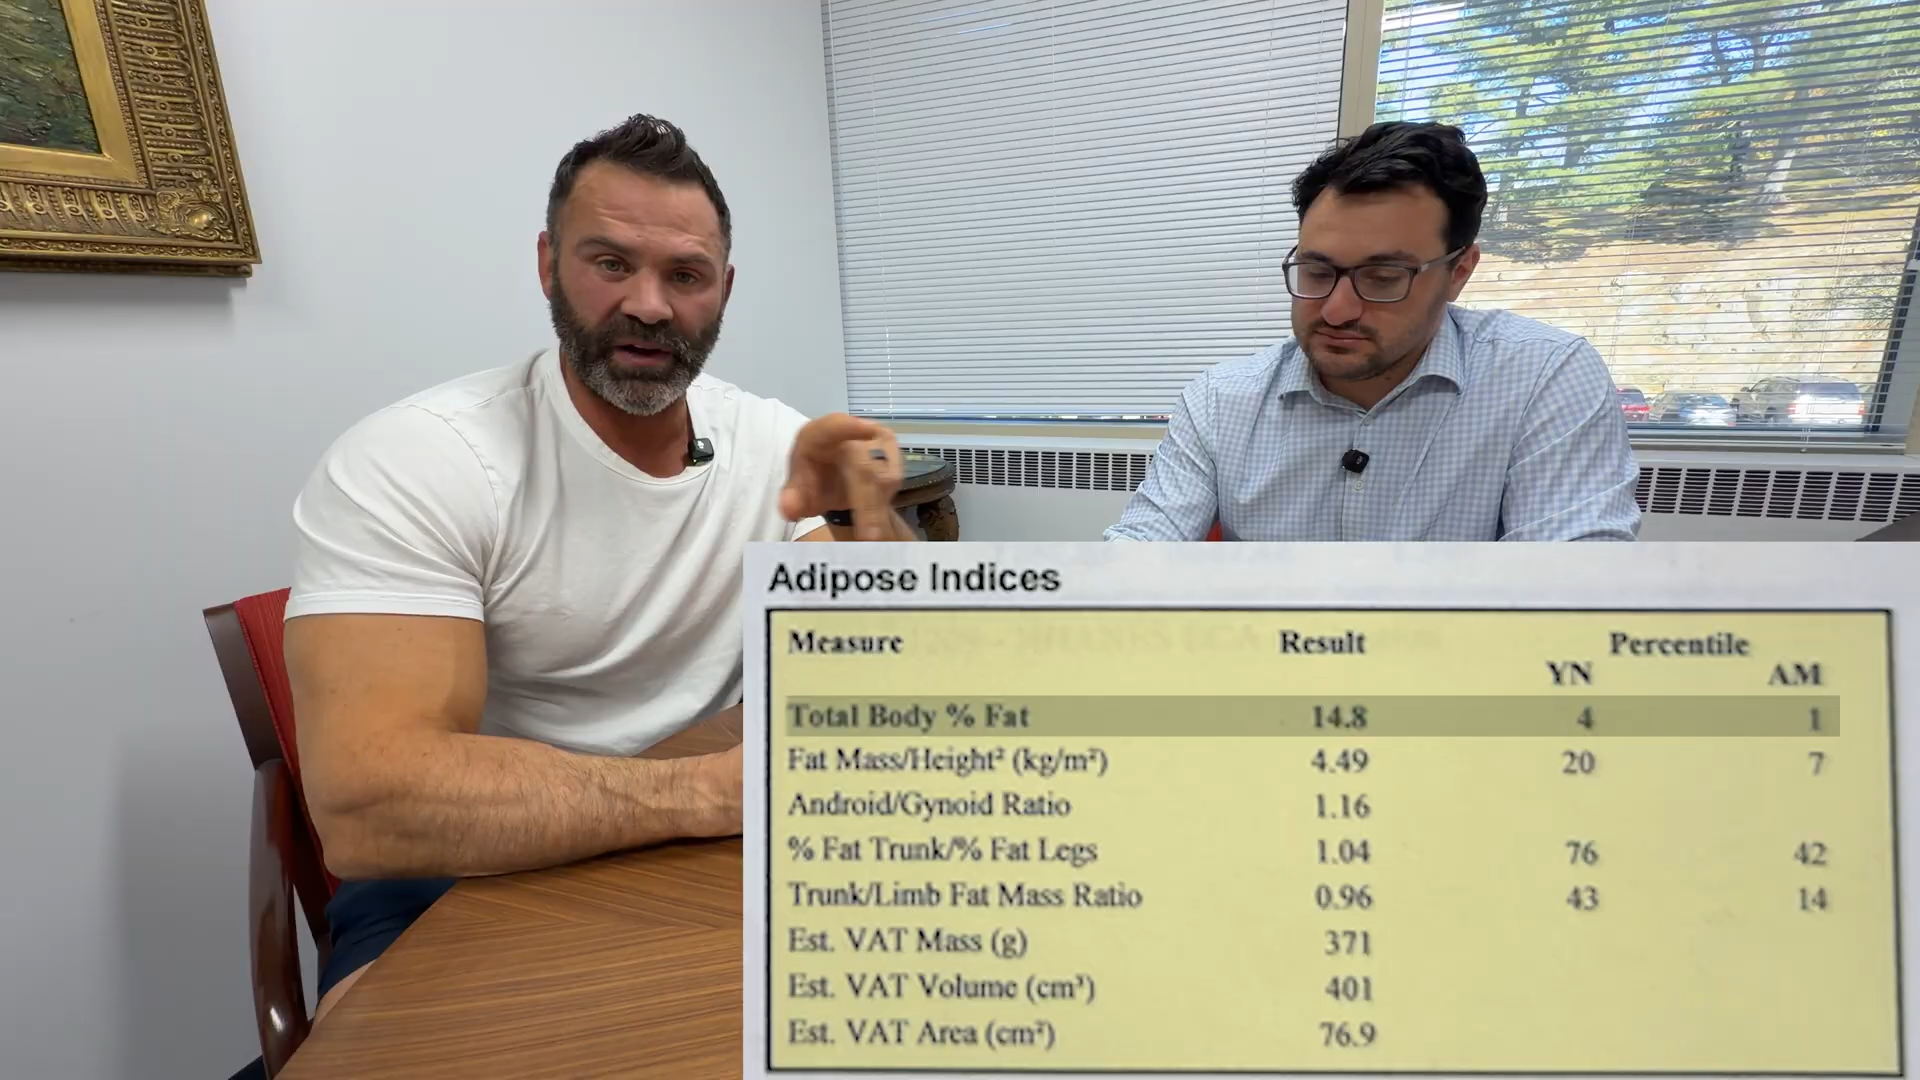 Adipose Indices
Measure Result Percentile
YN AM
Total Body % Fat 14.8 4 1
Fat Mass/Height² (kg/m²) 4.49 20 7
Android/Gynoid Ratio 1.16
% Fat Trunk/% Fat Legs 1.04 76 42
Trunk/Limb Fat Mass Ratio 0.96 43 14
Est. VAT Mass (g) 371
Est. VAT Volume (cm³) 401
Est. VAT Area (cm²) 76.9